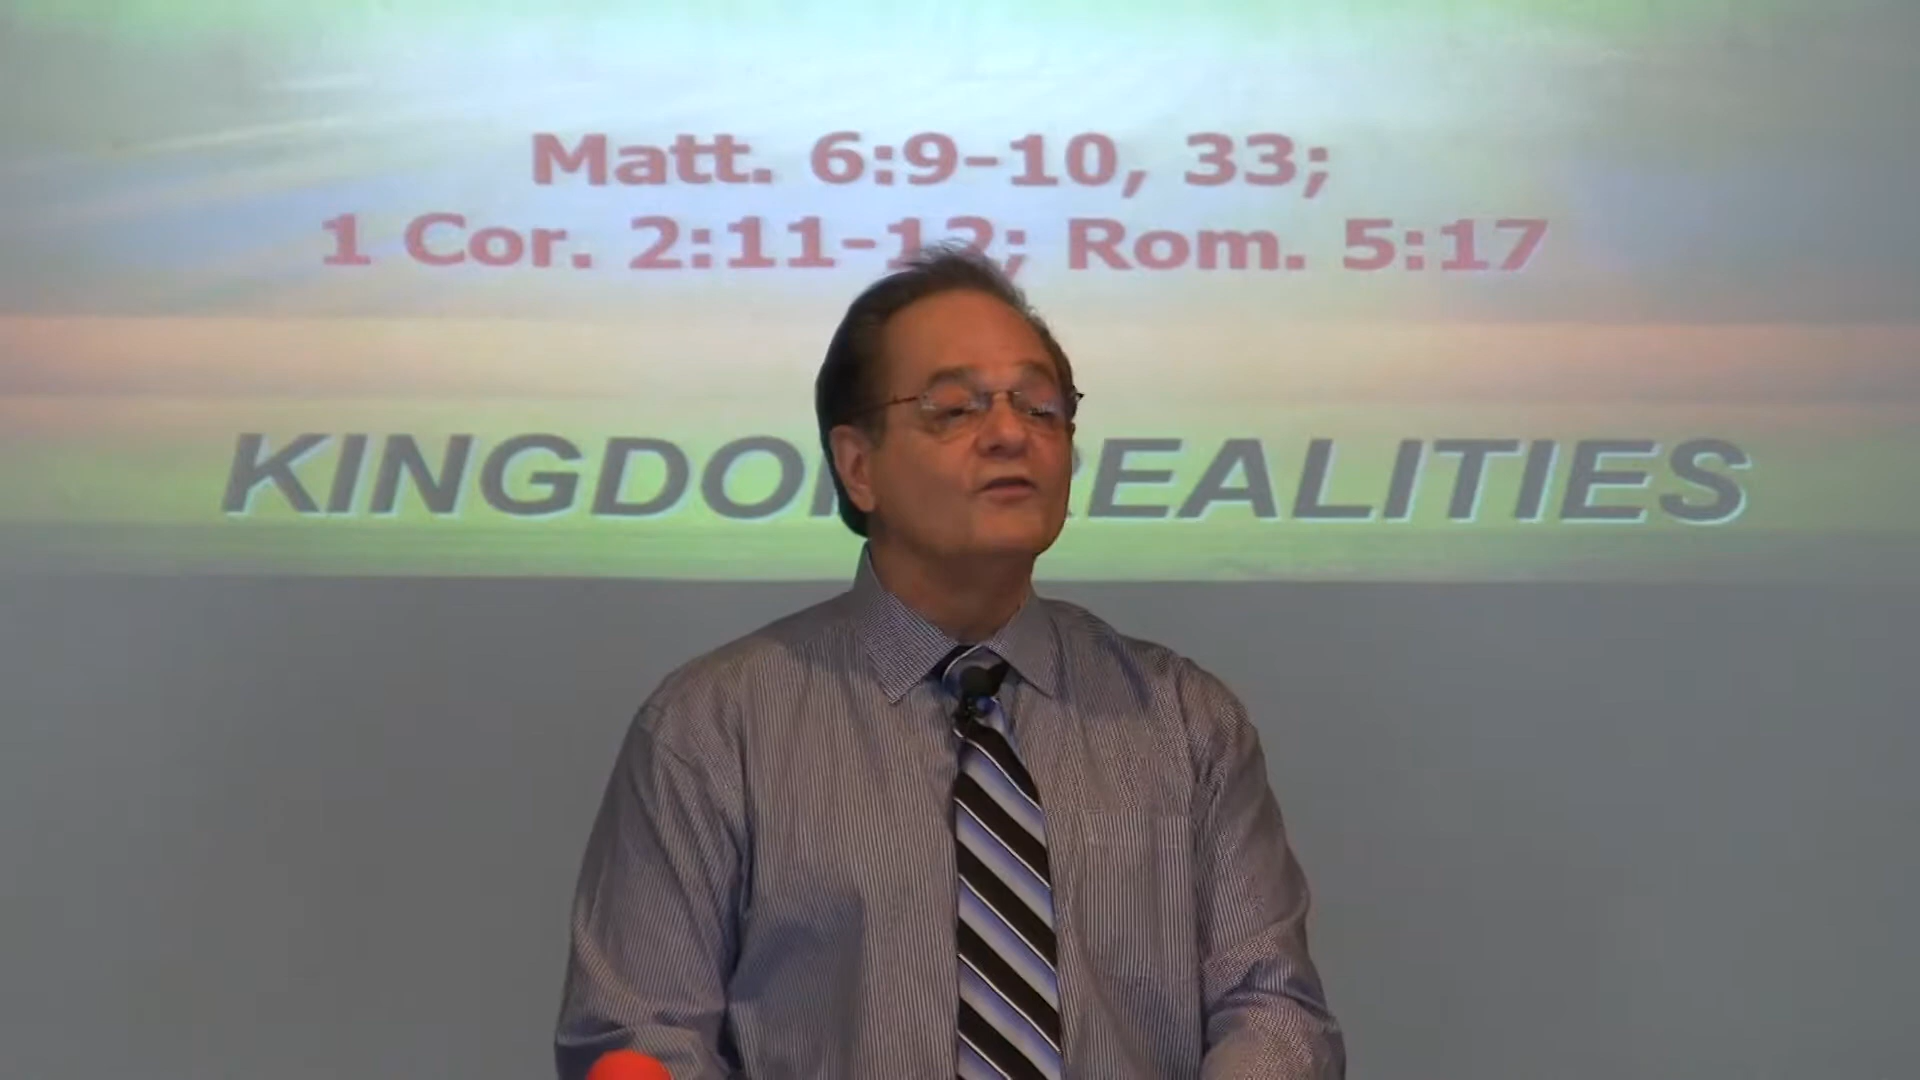 Matt. 6:9-10, 33;
1 Cor. 2:11-12; Rom. 5:17
KINGDOM REALITIES